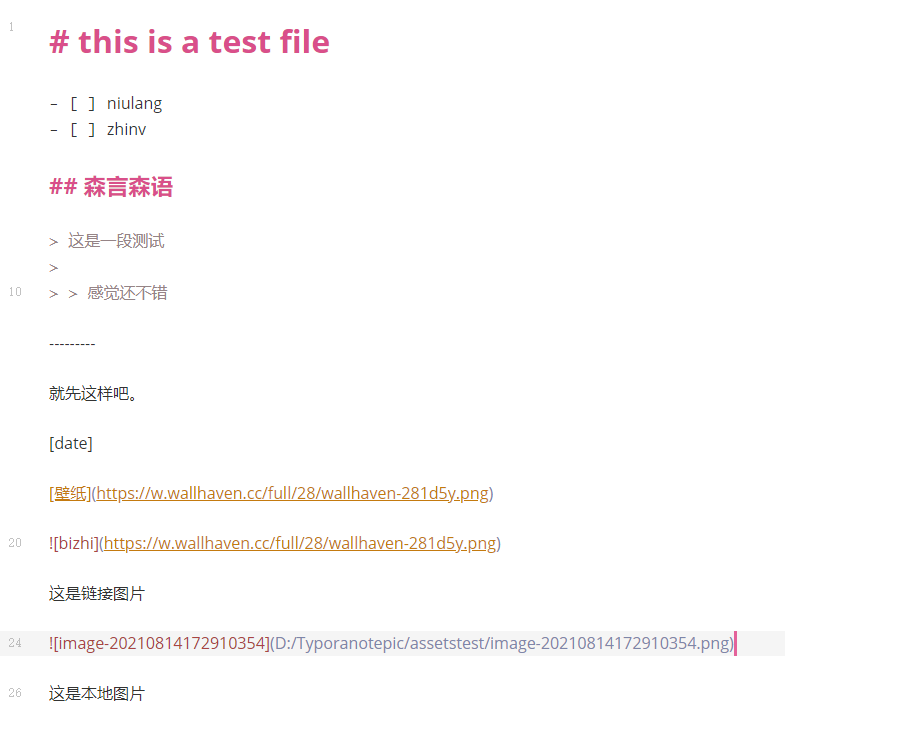 1
# this is a test file
- [ ] niulang
- [ ] zhinv
## 森言森语
> 这是一段测试
>
10
> > 感觉还不错
---------
就先这样吧。
[date]
[壁纸](https://w.wallhaven.cc/full/28/wallhaven-281d5y.png)
20
![bizhi](https://w.wallhaven.cc/full/28/wallhaven-281d5y.png)
这是链接图片
24
![image-20210814172910354](D:/Typoranotepic/assetstest/image-20210814172910354.png)
26
这是本地图片